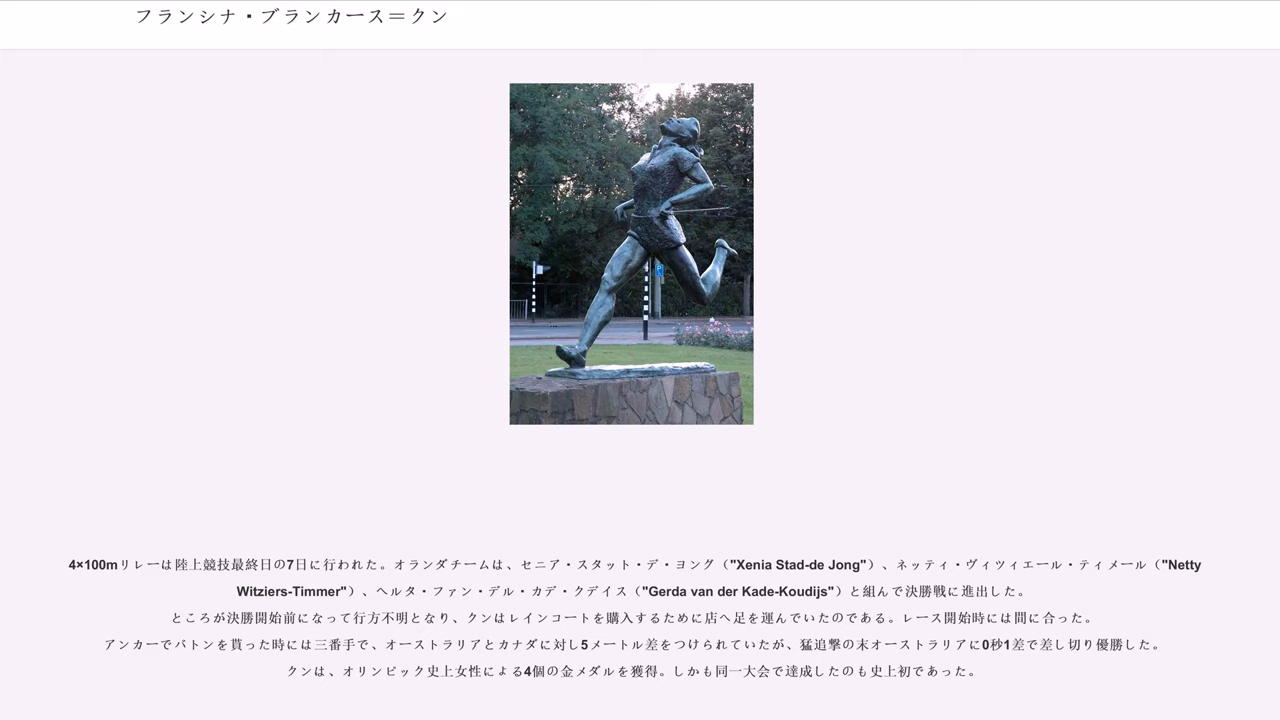 フランシナ・ブランカース＝クン
P
4×100mリレーは陸上競技最終日の7日に行われた。オランダチームは、セニア・スタット・デ・ヨング（"Xenia Stad-de Jong"）、ネッティ・ヴィツィエール・ティメール（"Netty
Witziers-Timmer"）、ヘルタ・ファン・デル・カデ・クデイス（"Gerda van der Kade-Koudijs"）と組んで決勝戦に進出した。
ところが決勝開始前になって行方不明となり、クンはレインコートを購入するために店へ足を運んでいたのである。レース開始時には間に合った。
アンカーでバトンを貰った時には三番手で、オーストラリアとカナダに対し5メートル差をつけられていたが、猛追撃の末オーストラリアに0秒1差で差し切り優勝した。
クンは、オリンピック史上女性による4個の金メダルを獲得。しかも同一大会で達成したのも史上初であった。